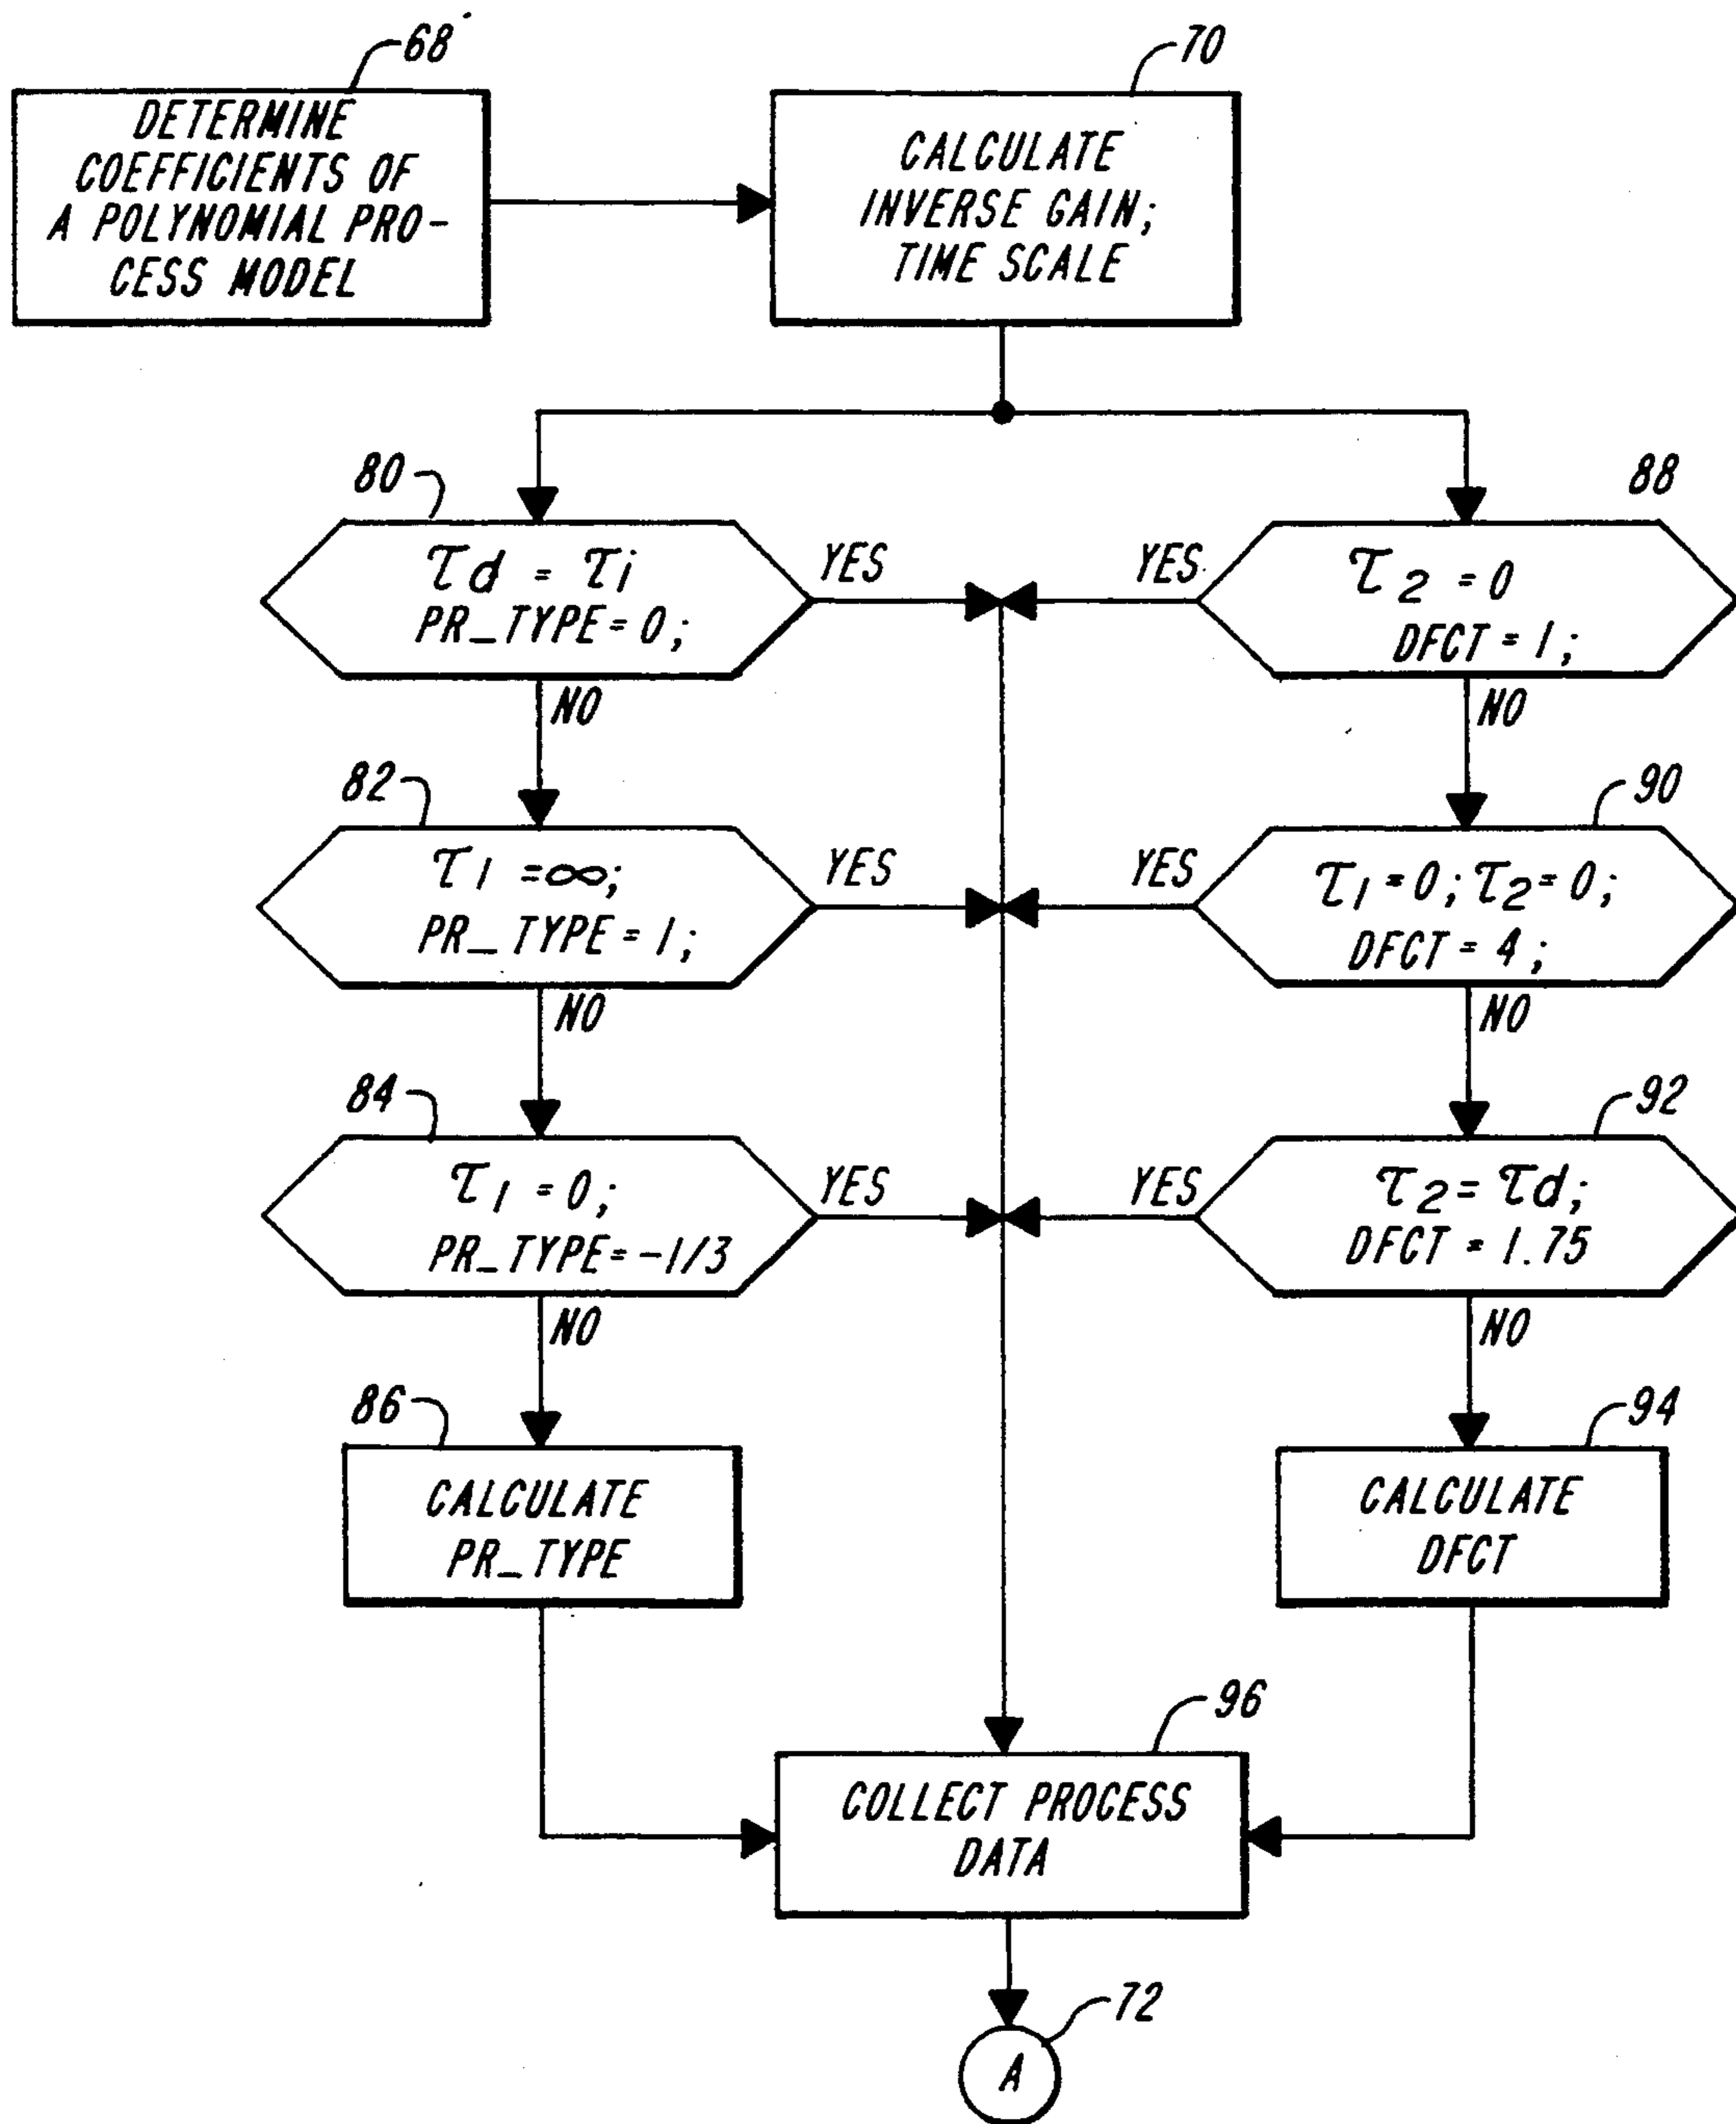 68
DETERMINE
COEFFICIENTS OF
A POLYNOMIAL PRO-
CESS MODEL
70
CALCULATE
INVERSE GAIN;
TIME SCALE
80
τd = τi
PR_TYPE=0;
YES
NO
88
τ2 = 0
DFCT = 1;
YES
NO
82
τ1 =∞;
PR_TYPE = 1;
YES
NO
90
τ1 = 0; τ2 = 0;
DFCT = 4;
YES
NO
84
τ1 = 0;
PR_TYPE=-1/3
YES
NO
92
τ2 = τd;
DFCT = 1.75
YES
NO
86
CALCULATE
PR_TYPE
94
CALCULATE
DFCT
96
COLLECT PROCESS
DATA
72
A